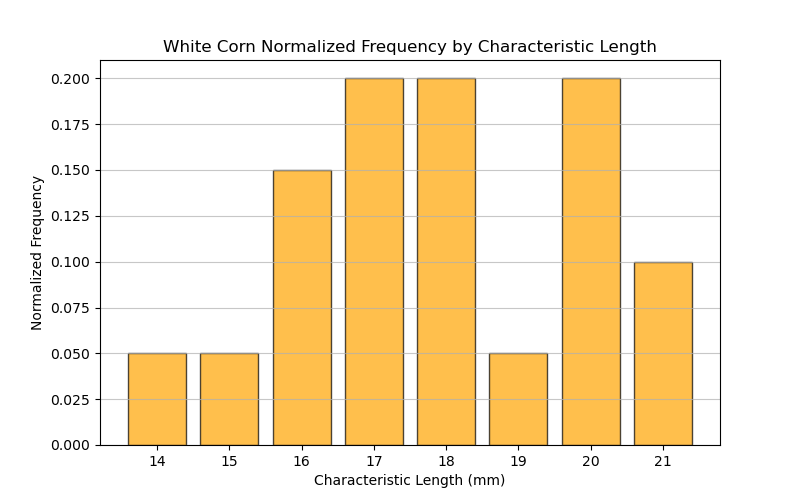 White Corn Normalized Frequency by Characteristic Length
Normalized Frequency
0.200
0.175
0.150
0.125
0.100
0.075
0.050
0.025
0.000
14 15 16 17 18 19 20 21
Characteristic Length (mm)